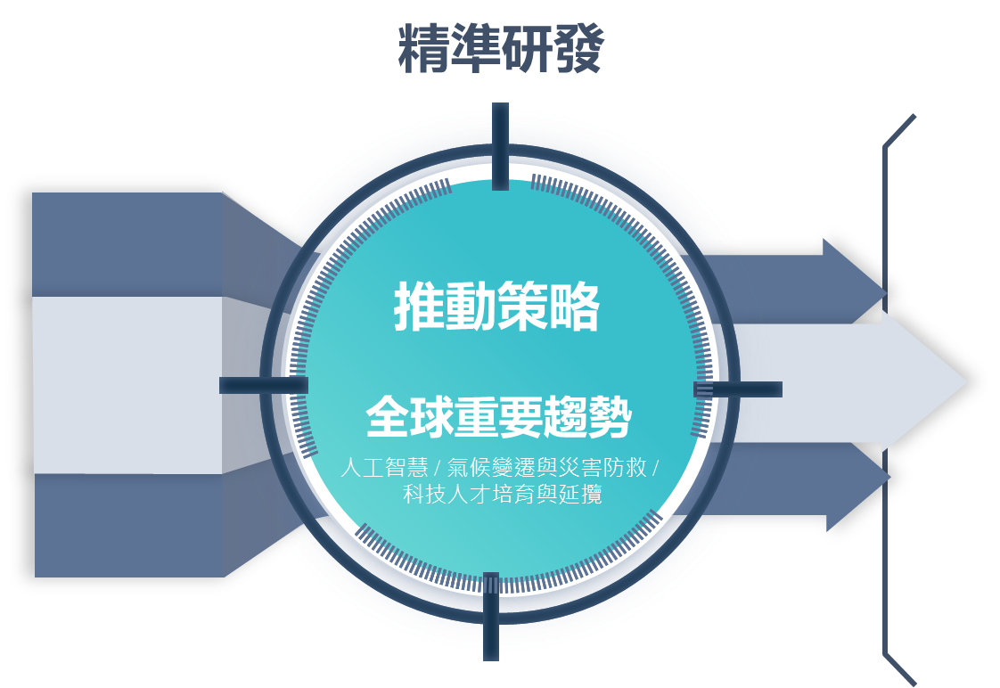 精準研發
推動策略
全球重要趨勢
人工智慧 / 氣候變遷與災害防救 /
科技人才培育與延攬